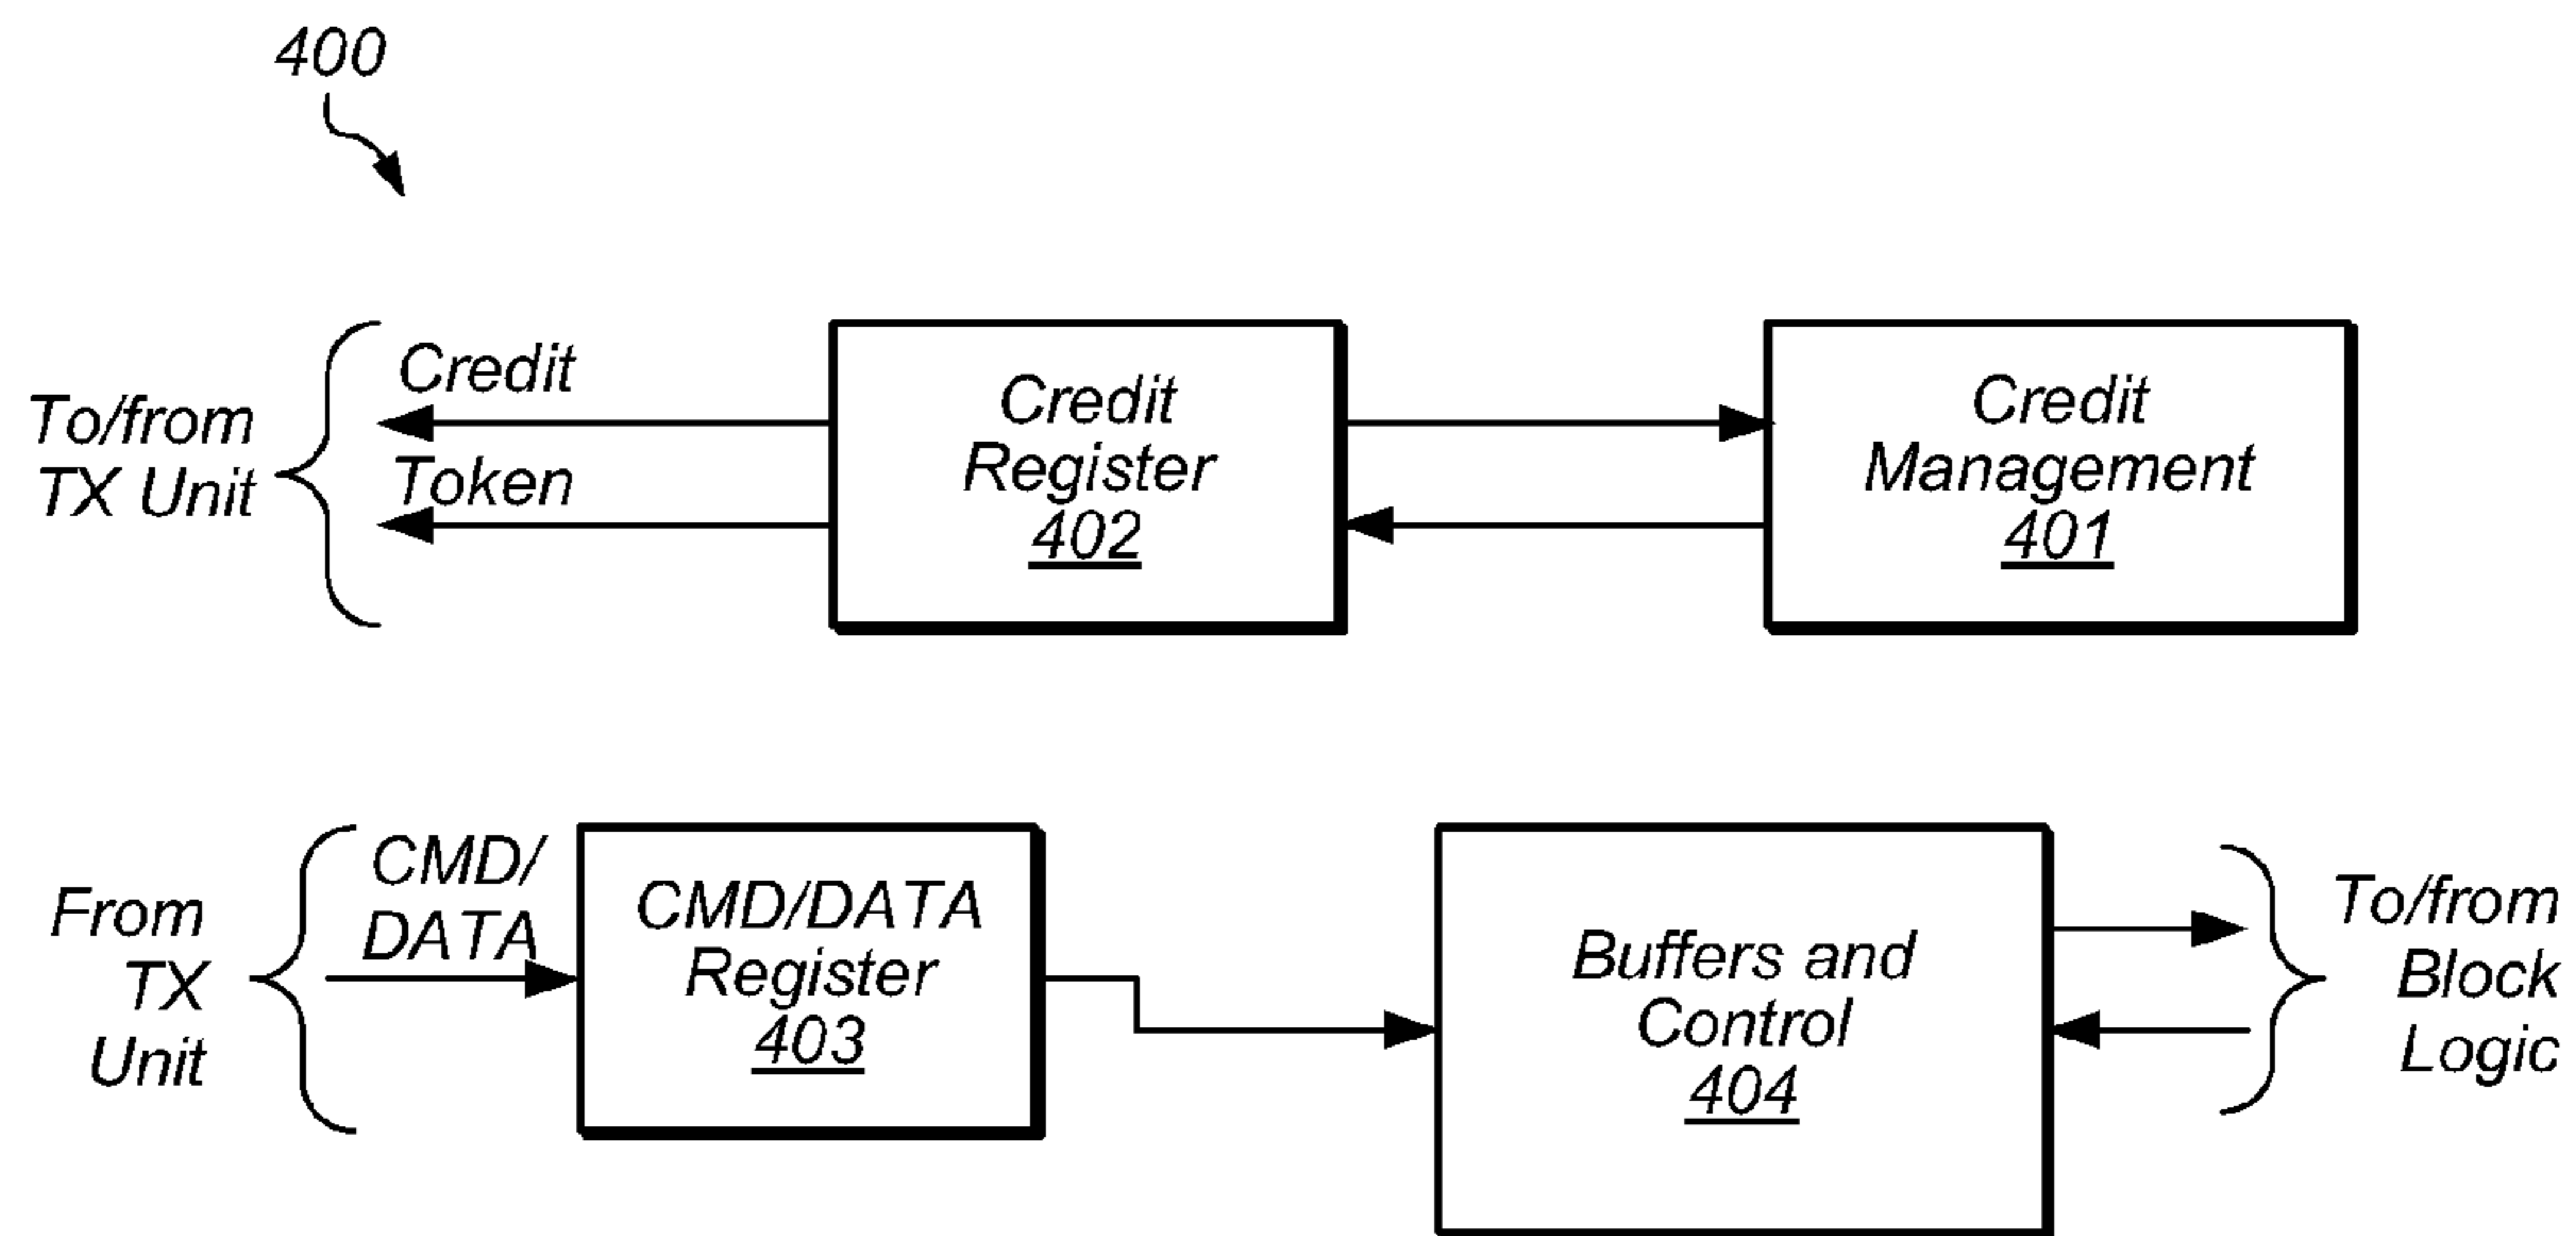 400
To/from
TX Unit
Credit
Token
Credit
Register
402
Credit
Management
401
From
TX
Unit
CMD/
DATA
CMD/DATA
Register
403
Buffers and
Control
404
To/from
Block
Logic